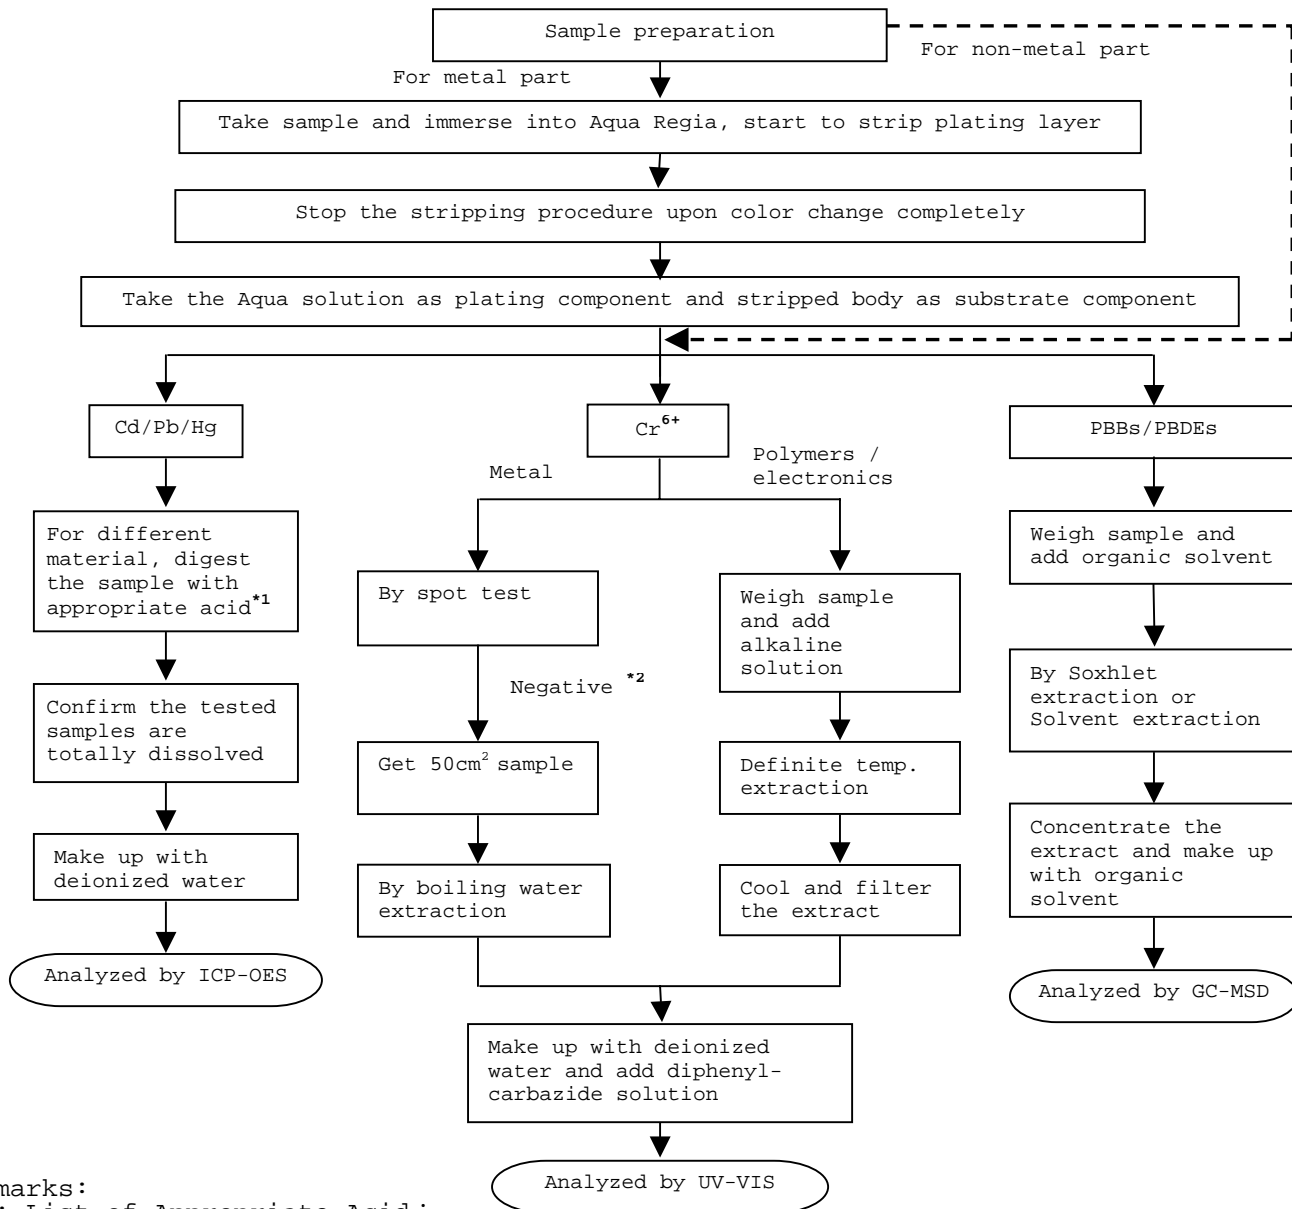 Sample preparation
For non-metal part
For metal part
Take sample and immerse into Aqua Regia, start to strip plating layer
Stop the stripping procedure upon color change completely
Take the Aqua solution as plating component and stripped body as substrate component
Cd/Pb/Hg
Cr6+
PBBs/PBDEs
Metal
Polymers /
electronics
For different
material, digest
the sample with
appropriate acid*1
Confirm the tested
samples are
totally dissolved
Make up with
deionized water
Analyzed by ICP-OES
By spot test
Negative *2
Get 50cm2 sample
By boiling water
extraction
Weigh sample
and add
alkaline
solution
Definite temp.
extraction
Cool and filter
the extract
Make up with deionized
water and add diphenyl-
carbazide solution
Analyzed by UV-VIS
Weigh sample and
add organic solvent
By Soxhlet
extraction or
Solvent extraction
Concentrate the
extract and make up
with organic
solvent
Analyzed by GC-MSD
marks:
: List of Appropriate Acid: